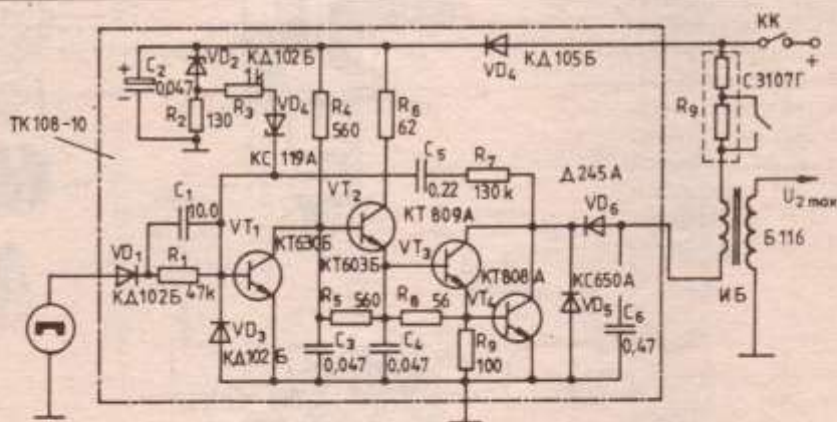 КК
+
VD₂
КД102Б
1k
КД105Б
VD₄
+
C₂
0,047
–
R₃
R₂
130
VD₄
R₄
560
R₆
62
СЭ107Г
R₉
ТК108-10
КС119А
C₅
0,22
R₇
130k
Д245А
C₁
10,0
VT₁
VT₂
КТ809А
VD₆
U₂ max
Б116
VD₁
R₁
47k
КД102Б
КТ630Б
КТ603Б
VT₃
КТ808А
VT₄
КС650А
VD₅
ИБ
VD₃
КД102Б
R₅
560
R₈
56
C₃
0,047
C₄
0,047
R₉
100
C₆
0,47